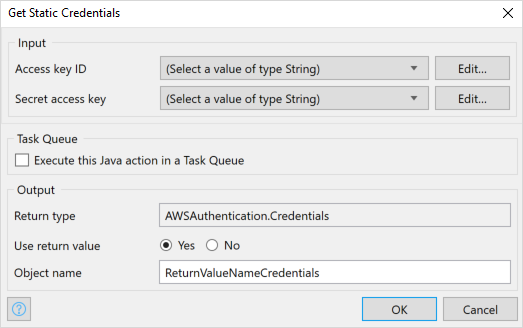 Get Static Credentials
Input
Access key ID (Select a value of type String) Edit...
Secret access key (Select a value of type String) Edit...
Task Queue
Execute this Java action in a Task Queue
Output
Return type AWSAuthentication.Credentials
Use return value Yes No
Object name ReturnValueNameCredentials
? OK Cancel